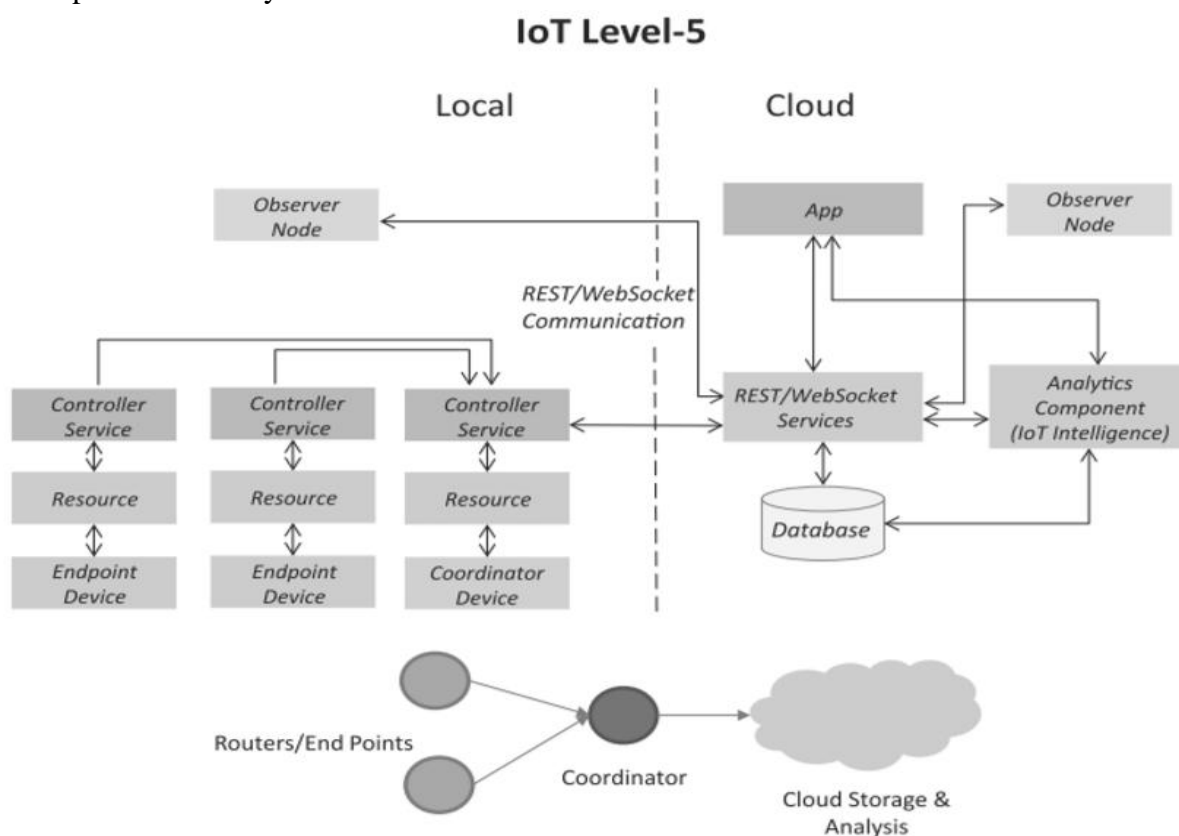 IoT Level-5
Local
Cloud
Observer
Node
App
Observer
Node
REST/WebSocket
Communication
Controller
Service
Controller
Service
Controller
Service
REST/WebSocket
Services
Analytics
Component
(IoT Intelligence)
Resource
Resource
Resource
Database
Endpoint
Device
Endpoint
Device
Coordinator
Device
Routers/End Points
Coordinator
Cloud Storage &
Analysis